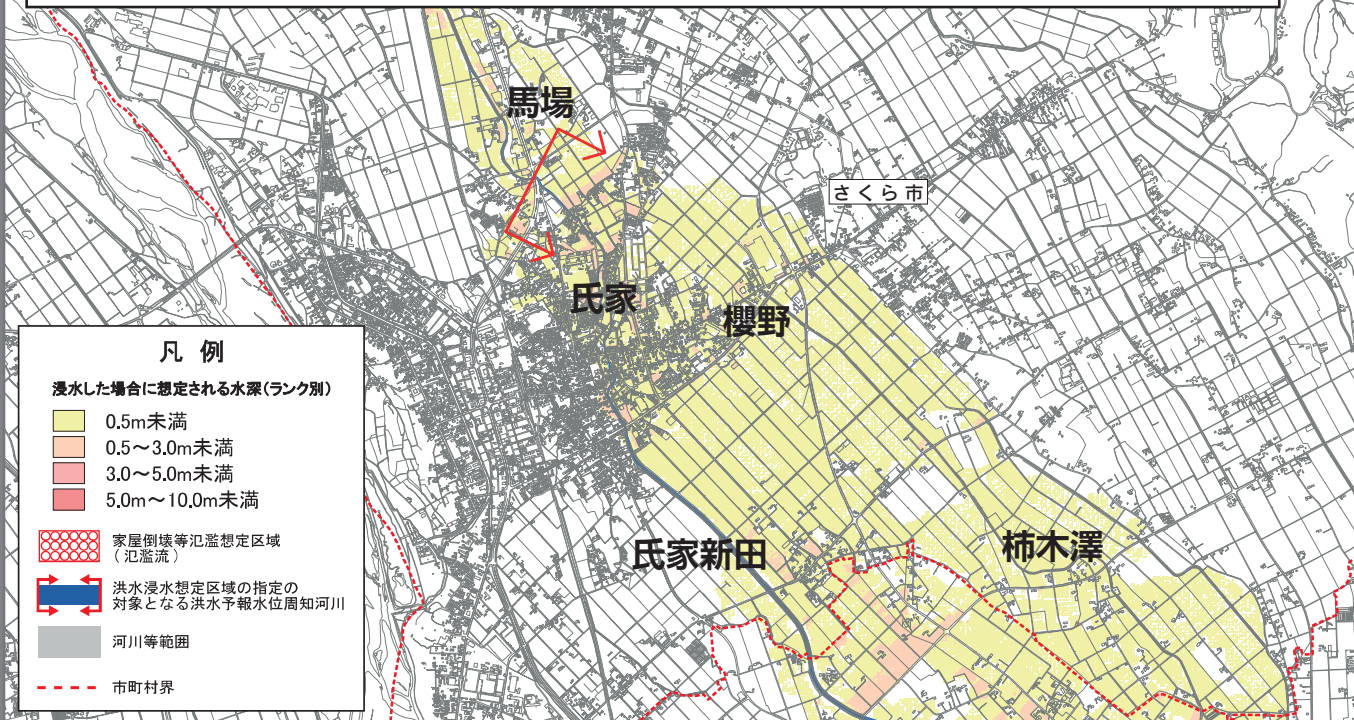 馬場
さくら市
氏家
櫻野
氏家新田
柿木澤
凡 例
浸水した場合に想定される水深(ランク別)
0.5m未満
0.5～3.0m未満
3.0～5.0m未満
5.0m～10.0m未満
家屋倒壊等氾濫想定区域
(氾濫流)
洪水浸水想定区域の指定の
対象となる洪水予報水位周知河川
河川等範囲
市町村界